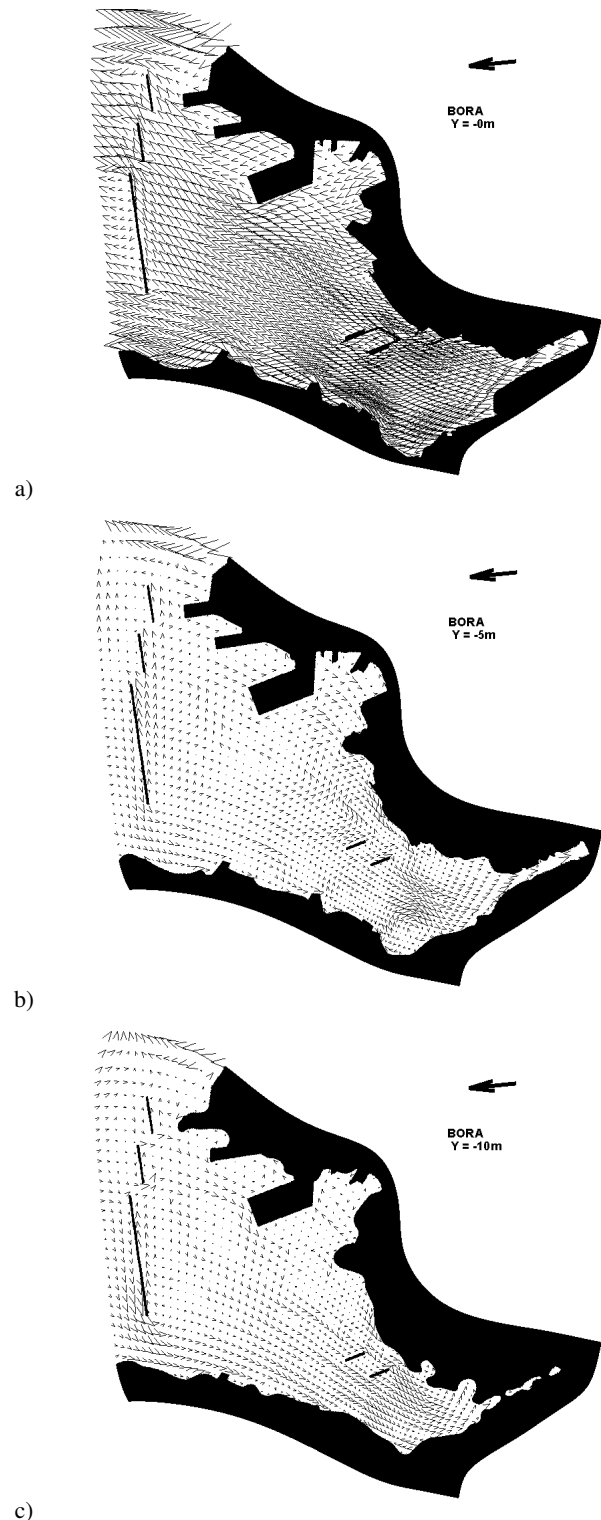 BORA
Y = -0m
a)
BORA
Y = -5m
b)
BORA
Y = -10m
c)